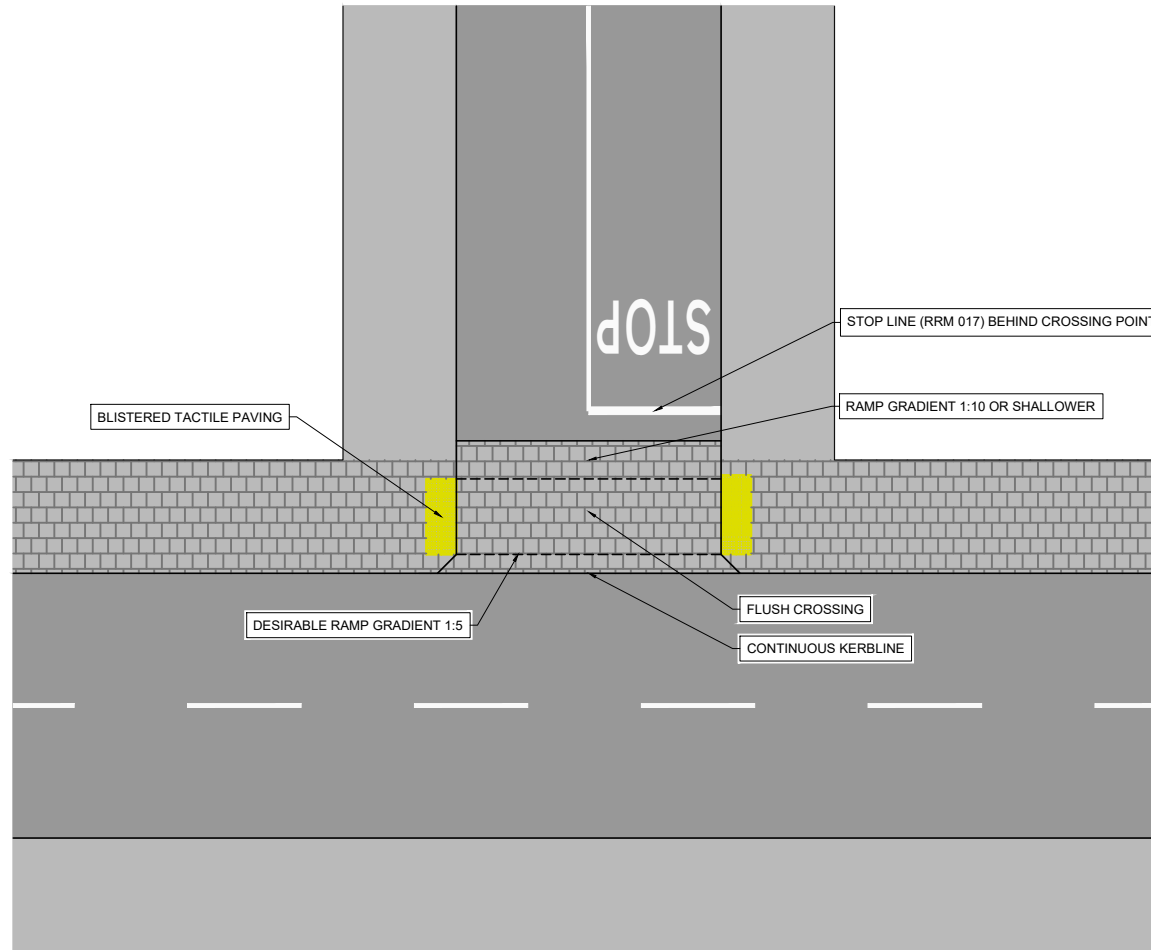 STOP
STOP LINE (RRM 017) BEHIND CROSSING POINT
RAMP GRADIENT 1:10 OR SHALLOWER
BLISTERED TACTILE PAVING
FLUSH CROSSING
DESIRABLE RAMP GRADIENT 1:5
CONTINUOUS KERBLINE